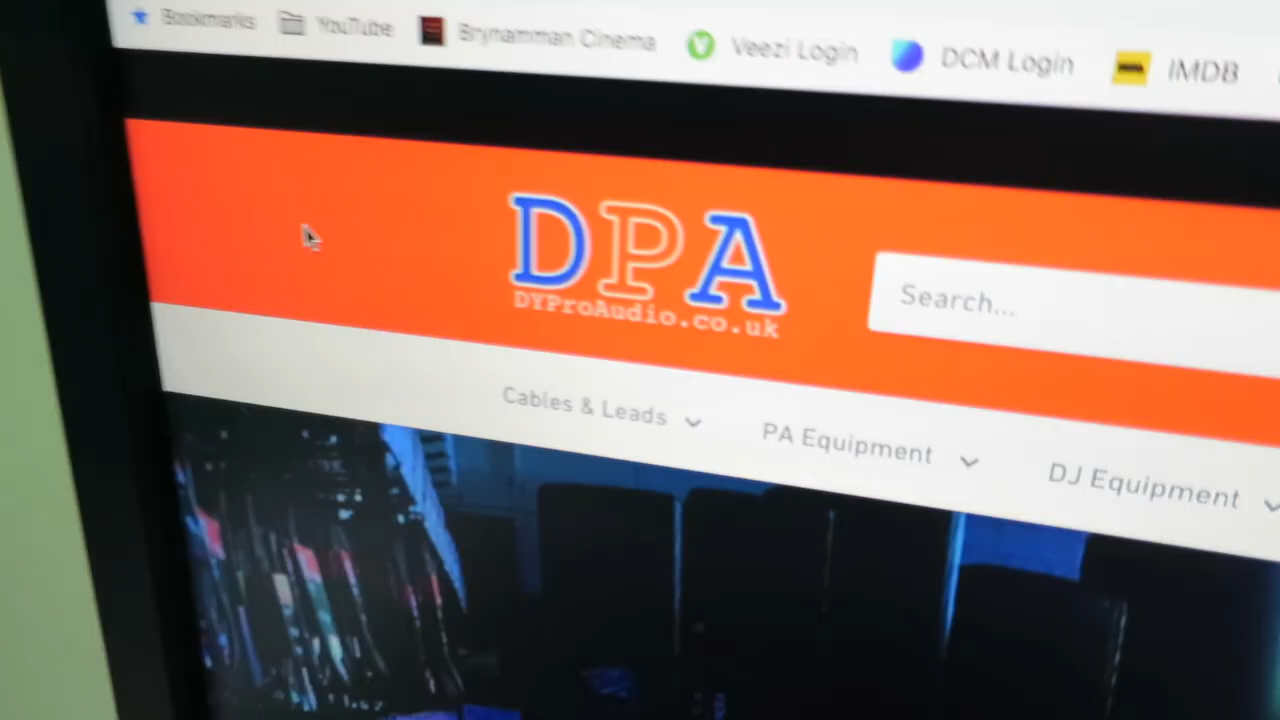 Bookmarks YouTube Brynamman Cinema Veezi Login DCM Login IMDB
DPA
DYProAudio.co.uk
Search...
Cables & Leads PA Equipment DJ Equipment